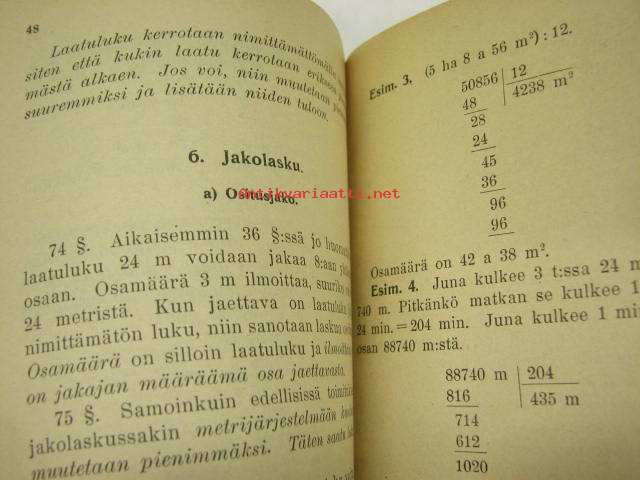 48
Laatuluku kerrotaan nimittämättömällä
siten että kukin laatu kerrotaan
mästä alkaen. Jos voi, niin muutetaan
suuremmiksi ja lisätään niiden tuloon.
6. Jakolasku.
a) Ositusjako.
antikvariaatti.net
74 §. Aikaisemmin 36 §:ssä jo
laatuluku 24 m voidaan jakaa 8:aan
osaan. Osamäärä 3 m ilmoittaa,
24 metristä. Kun jaettava on laatuluku
nimittämätön luku, niin sanotaan
Osamäärä on silloin laatuluku ja
on jakajan määräämä osa jaettavasta.
75 §. Samoinkuin edellisissä
jakolaskussakin metrijärjestelmään
muutetaan pienimmäksi. Täten
Esim. 3. (5 ha 8 a 56 m²) : 12.
50856 12
48 4238 m²
28
24
45
36
96
96
Osamäärä on 42 a 38 m².
Esim. 4. Juna kulkee 3 t:ssa 24
740 m. Pitkänkö matkan se kulkee 1
24 min. = 204 min. Juna kulkee 1
osan 88740 m:stä.
88740 m 204
816 435 m
714
612
1020